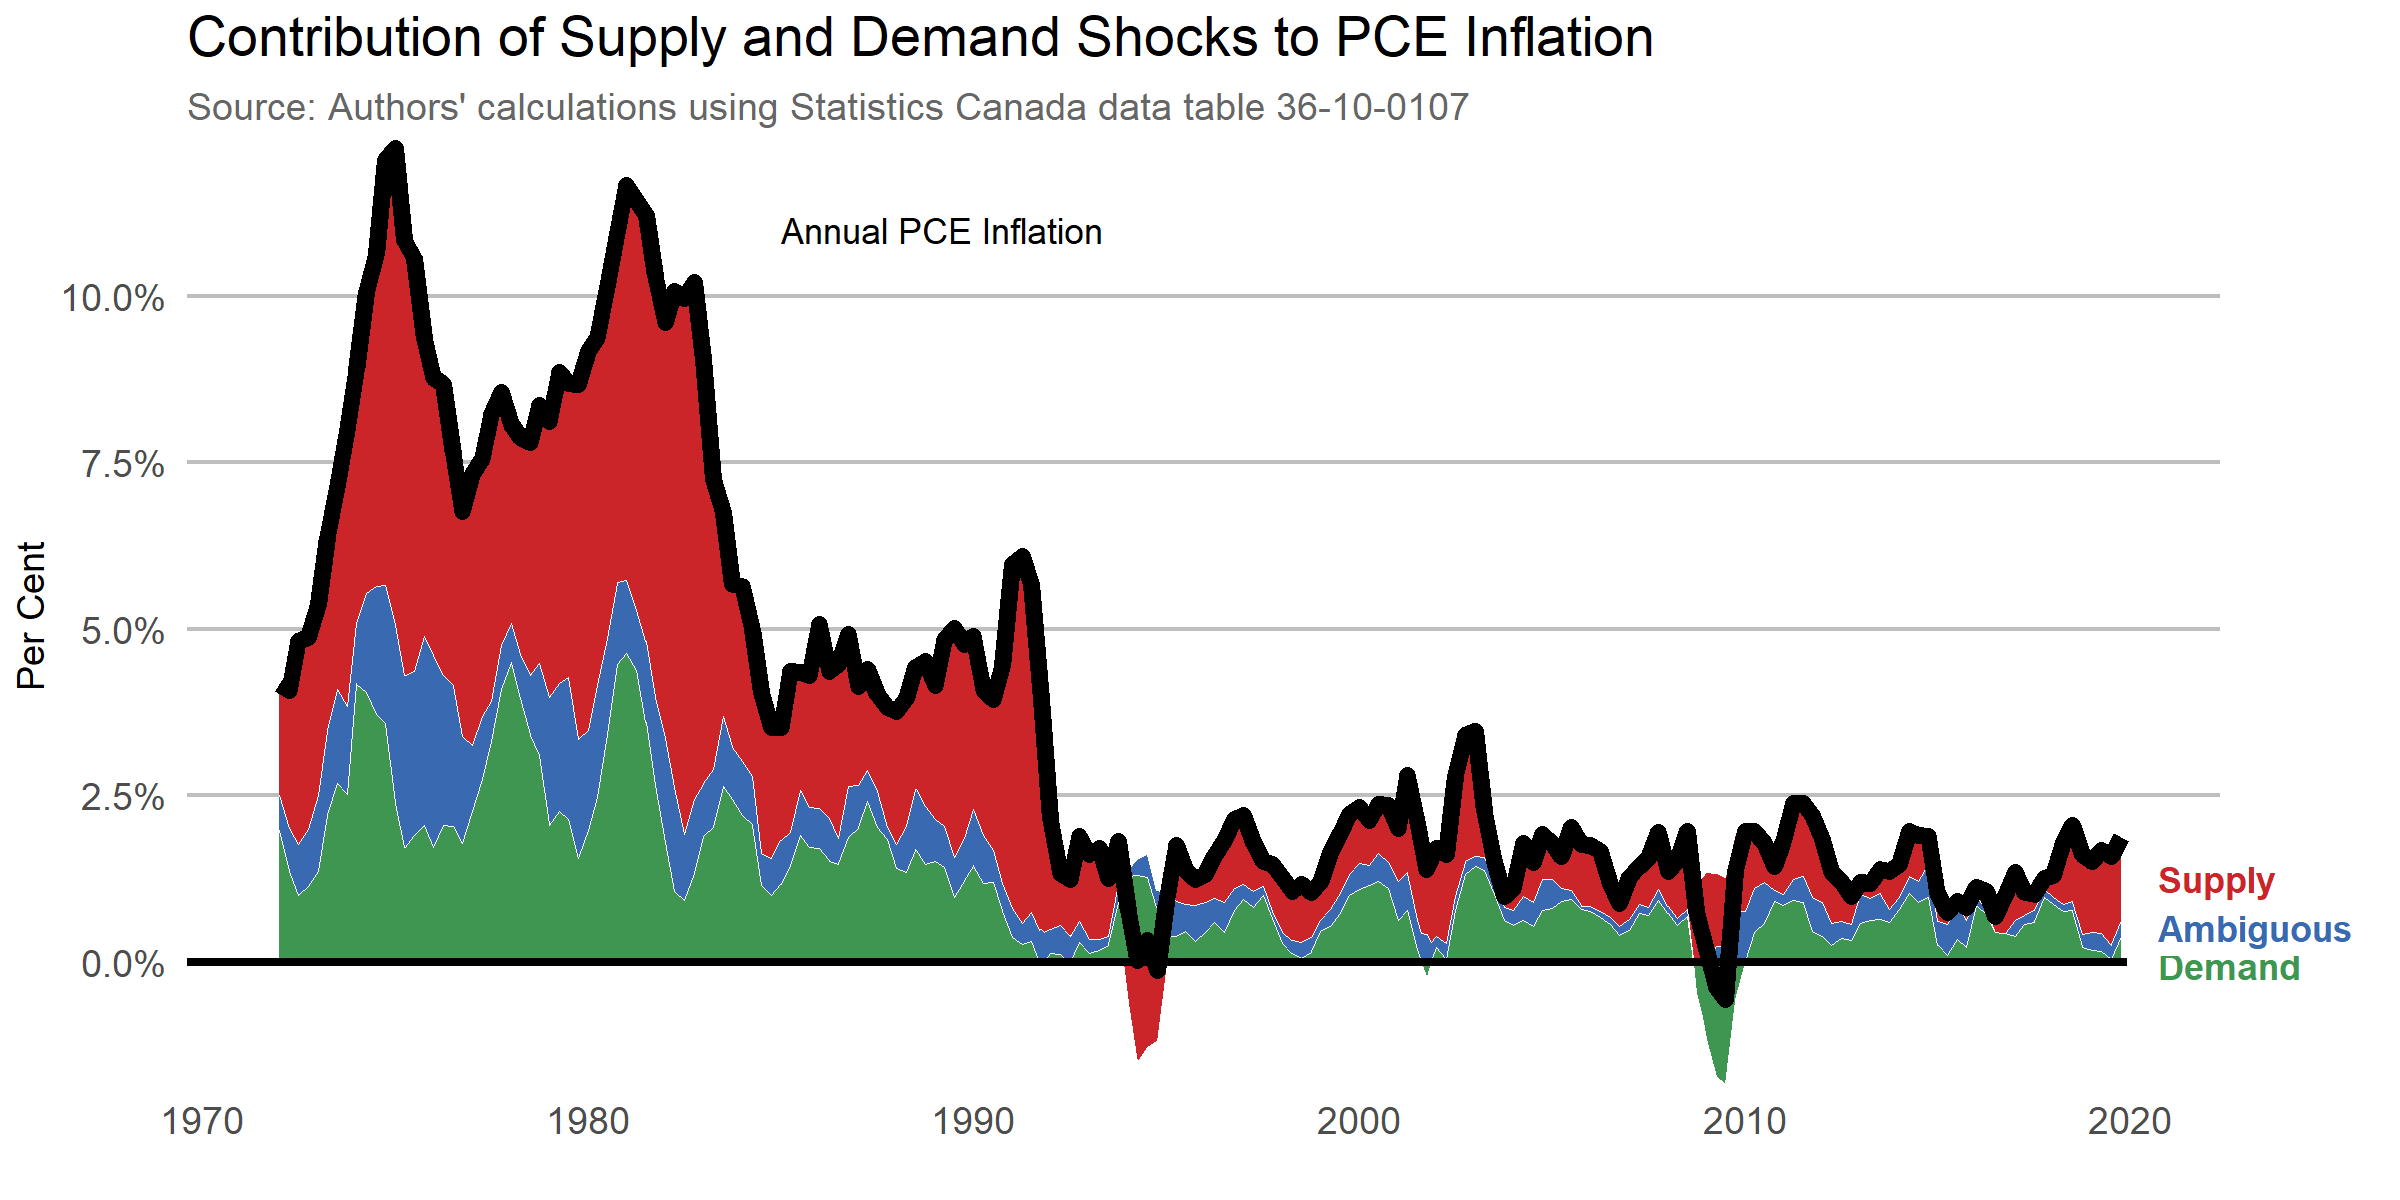 Contribution of Supply and Demand Shocks to PCE Inflation
Source: Authors' calculations using Statistics Canada data table 36-10-0107
Annual PCE Inflation
Per Cent
10.0%
7.5%
5.0%
2.5%
0.0%
Supply
Ambiguous
Demand
1970 1980 1990 2000 2010 2020